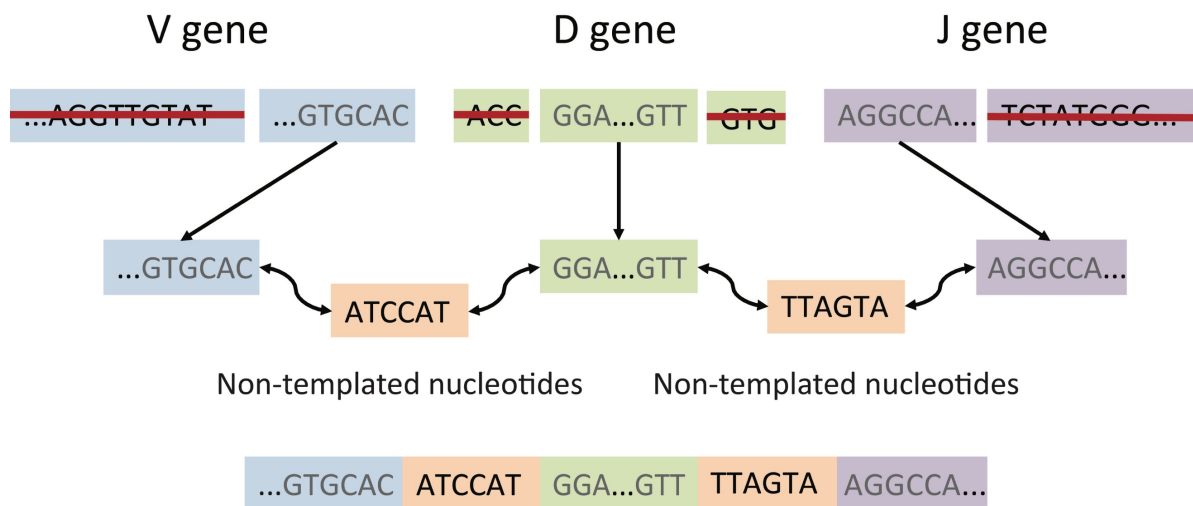 V gene D gene J gene
...AGGTTGTAT ...GTGCAC ACC GGA...GTT GTG AGGCCA... TCTATGGG...
...GTGCAC GGA...GTT AGGCCA...
ATCCAT TTAGTA
Non-templated nucleotides Non-templated nucleotides
...GTGCAC ATCCAT GGA...GTT TTAGTA AGGCCA...